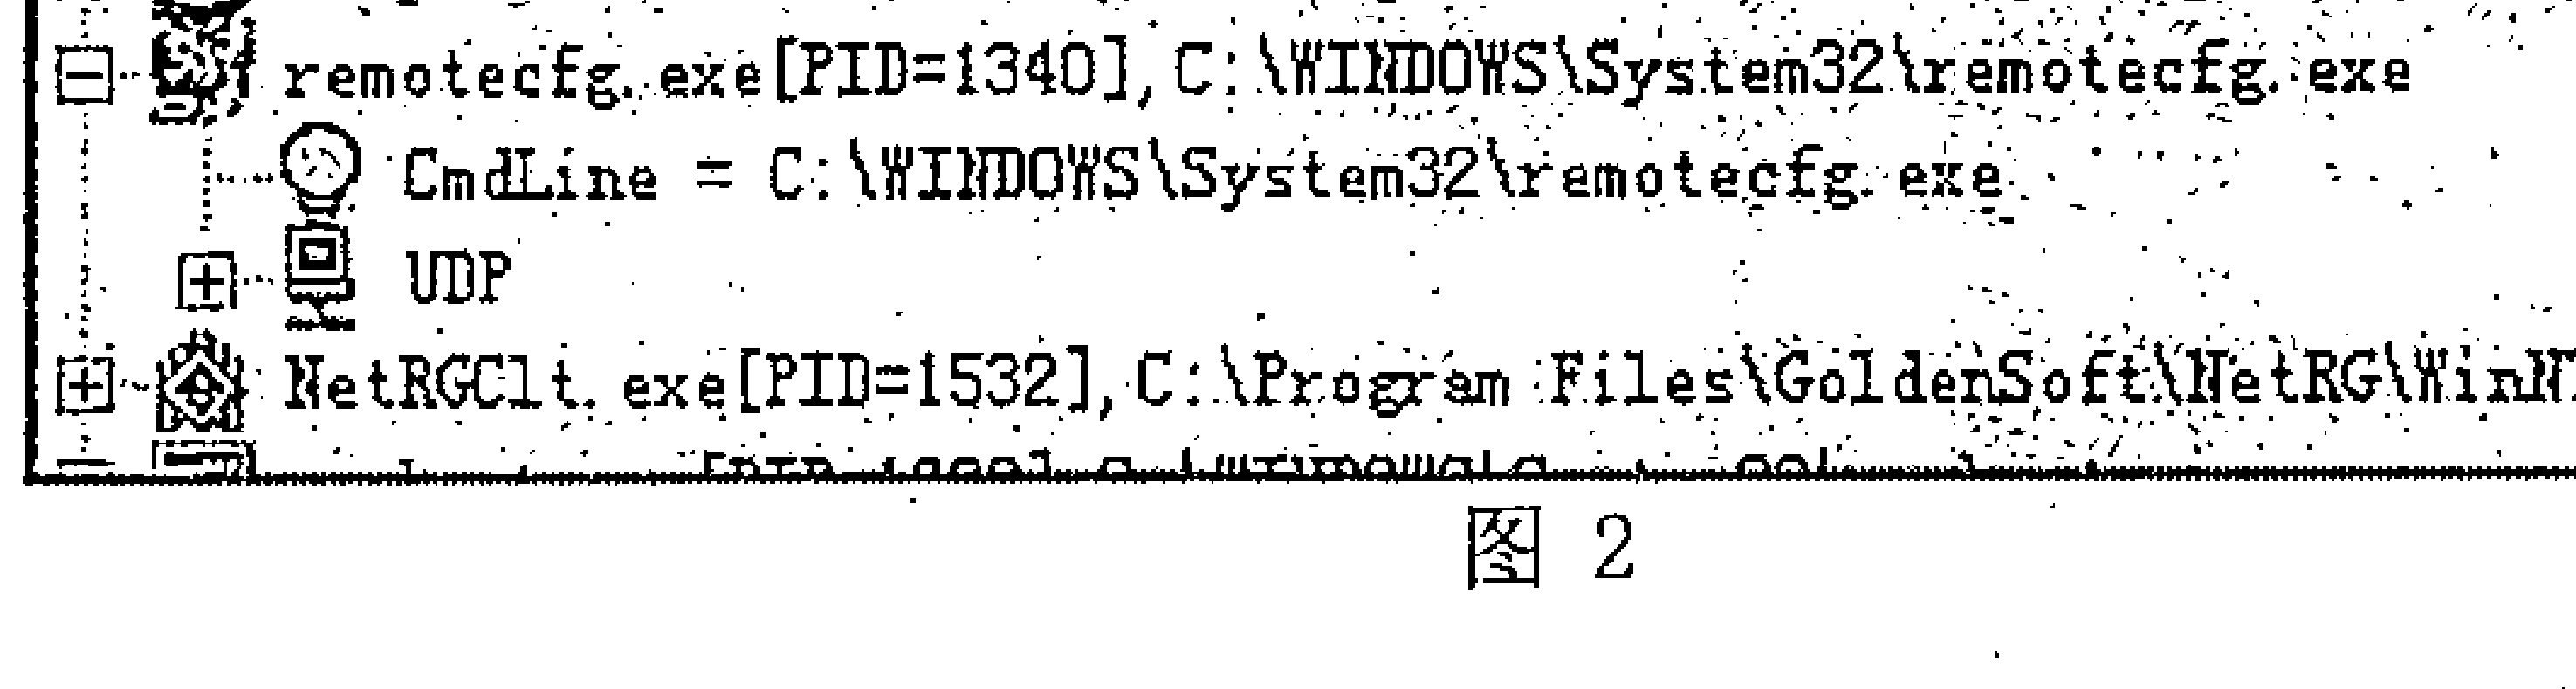 remotecfg.exe[PID=1340],C:\WINDOWS\System32\remotecfg.exe
CmdLine = C:\WINDOWS\System32\remotecfg.exe
UDP
NetRGClt.exe[PID=1532],C:\Program Files\GoldenSoft\NetRG\WinN
图 2